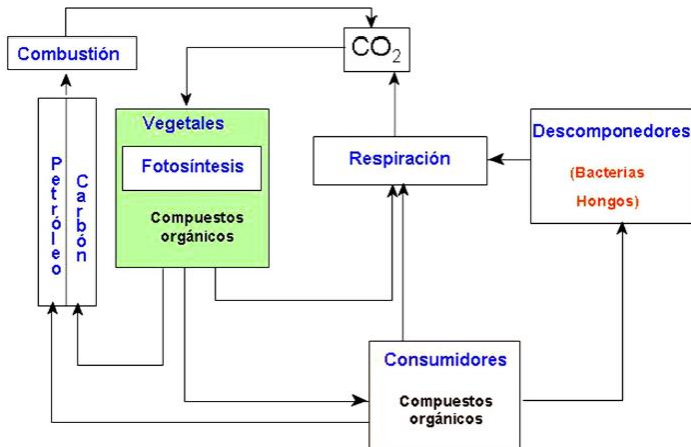 Combustión
CO₂
Vegetales
Fotosíntesis
Compuestos
orgánicos
Respiración
Descomponedores
(Bacterias
Hongos)
Petróleo
Carbón
Consumidores
Compuestos
orgánicos